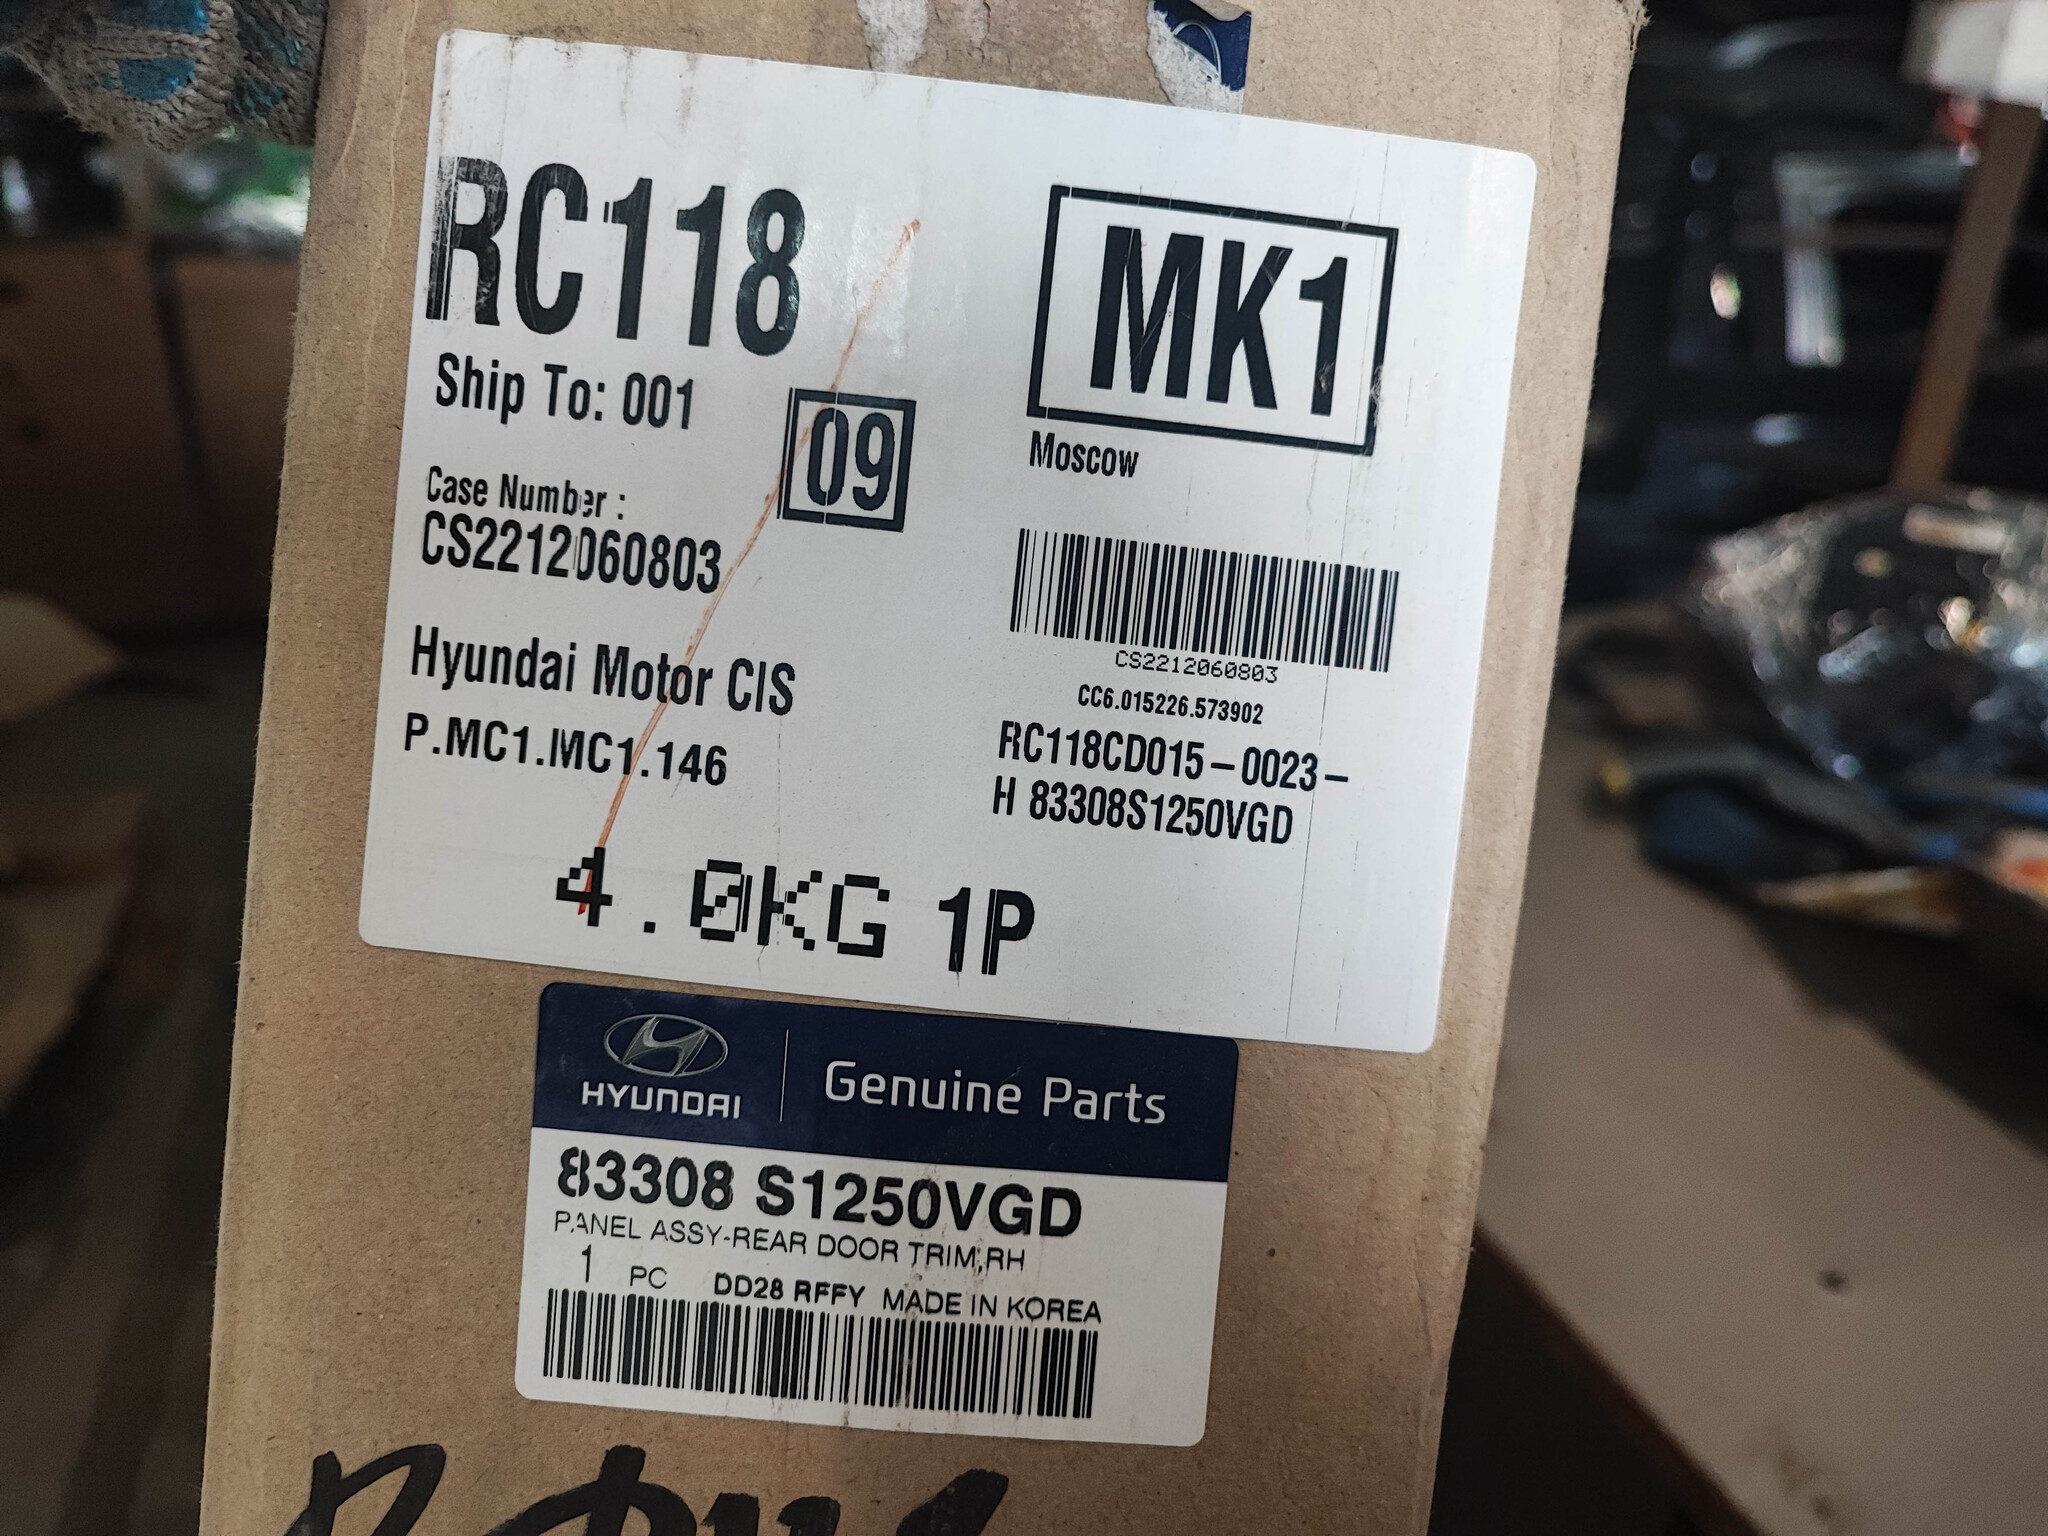 RC118
MK1
Ship To: 001
09
Moscow
Case Number :
CS2212060803
CS2212060803
Hyundai Motor CIS
CC6.015226.573902
P.MC1.MC1.146
RC118CD015-0023-
H 83308S1250VGD
4.0KG 1P
HYUNDAI
Genuine Parts
83308 S1250VGD
PANEL ASSY-REAR DOOR TRIM,RH
1 PC DD28 RFFY MADE IN KOREA